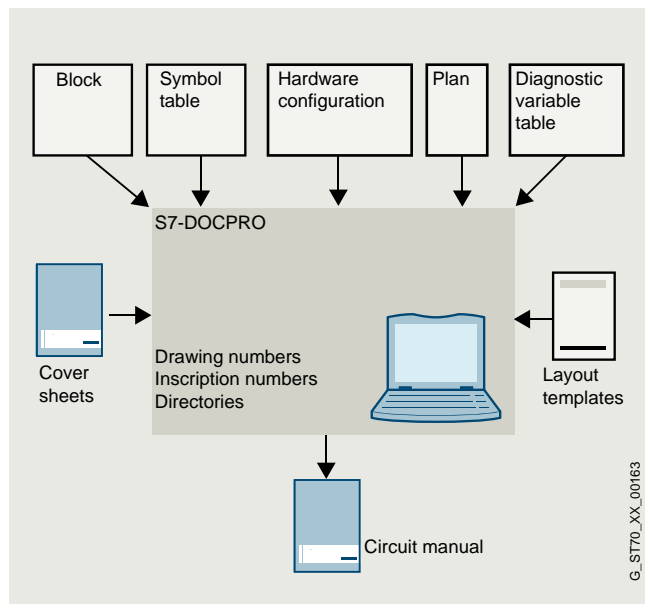 Block
Symbol
table
Hardware
configuration
Plan
Diagnostic
variable
table
S7-DOCPRO
Cover
sheets
Drawing numbers
Inscription numbers
Directories
Layout
templates
Circuit manual
G_ST70_XX_00163